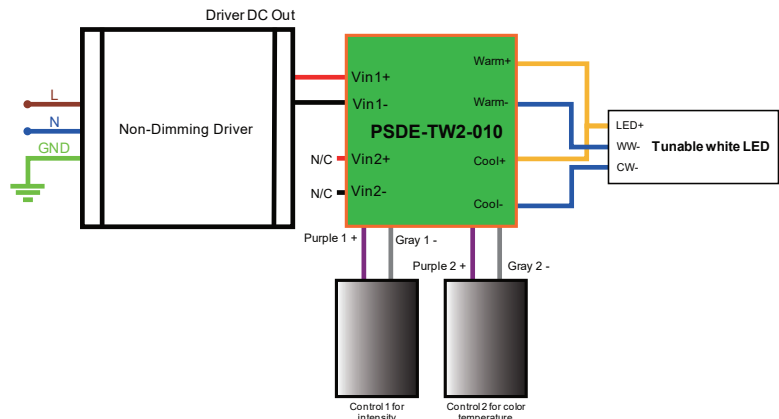 Driver DC Out
L
N
GND
Non-Dimming Driver
Vin1+
Vin1-
N/C
Vin2+
N/C
Vin2-
PSDE-TW2-010
Warm+
Warm-
Cool+
Cool-
LED+
WW-
CW-
Tunable white LED
Purple 1 +
Gray 1 -
Purple 2 +
Gray 2 -
Control 1 for
intensity
Control 2 for color
temperature